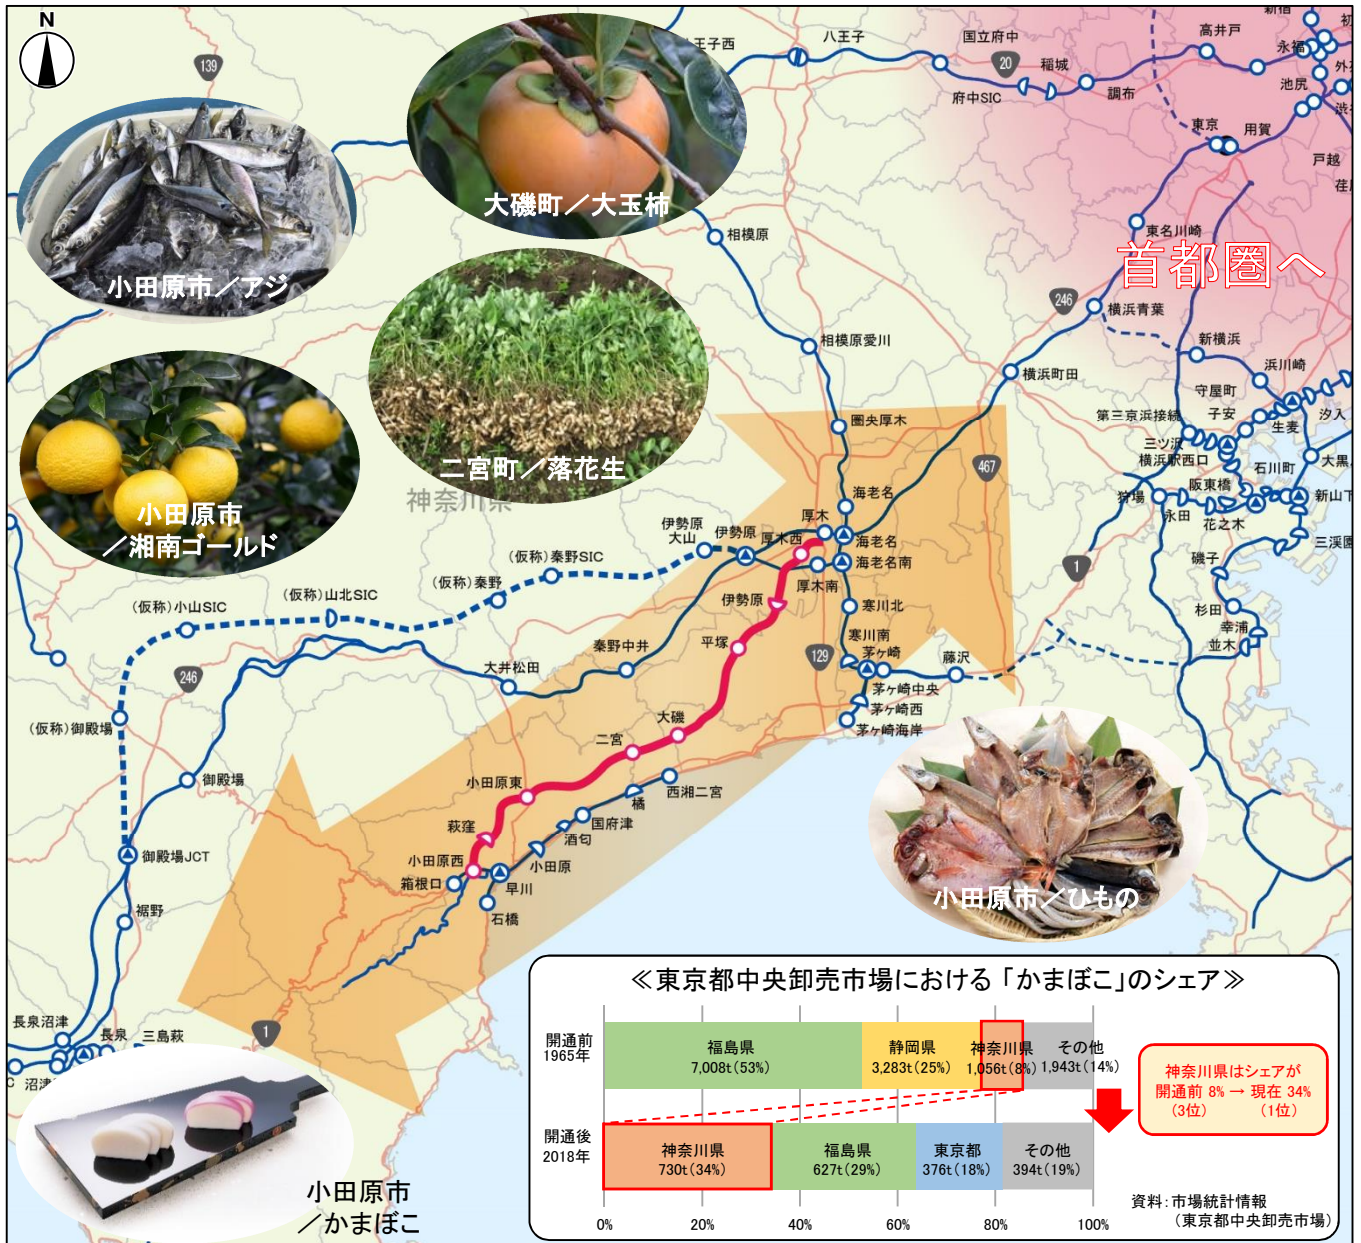 N
139
八王子西
八王子
国立府中
20
稲城
府中SIC
調布
高井戸
新宿
永福
池尻
東京
用賀
戸越
相模原
東名川崎
首都圏へ
246
横浜青葉
新横浜
浜川崎
守屋町
相模原愛川
横浜町田
第三京浜接続
子安
生麦
汐入
三ツ沢
横浜駅西口
石川町
大黒
圏央厚木
467
狩場
阪東橋
新山下
永田
花之木
三渓園
磯子
杉田
幸浦
並木
1
大磯町／大玉柿
小田原市／アジ
二宮町／落花生
小田原市
／湘南ゴールド
神奈川県
海老名
厚木
海老名
海老名南
厚木西
厚木南
伊勢原
伊勢原
大山
伊勢原
(仮称)秦野SIC
(仮称)秦野
(仮称)山北SIC
(仮称)小山SIC
寒川北
寒川南
平塚
129
茅ヶ崎
藤沢
茅ヶ崎中央
茅ヶ崎西
茅ヶ崎海岸
秦野中井
大井松田
246
(仮称)御殿場
大磯
二宮
御殿場
小田原東
西湘二宮
橘
国府津
酒匂
萩窪
小田原
小田原西
早川
箱根口
石橋
御殿場JCT
裾野
1
長泉沼津
長泉
三島萩
小田原市／ひもの
小田原市
／かまぼこ
≪東京都中央卸売市場における「かまぼこ」のシェア≫
開通前
1965年
福島県
7,008t(53%)
静岡県
3,283t(25%)
神奈川県
1,056t(8%)
その他
1,943t(14%)
神奈川県はシェアが
開通前 8% → 現在 34%
(3位) (1位)
開通後
2018年
神奈川県
730t(34%)
福島県
627t(29%)
東京都
376t(18%)
その他
394t(19%)
0% 20% 40% 60% 80% 100%
資料：市場統計情報
(東京都中央卸売市場)